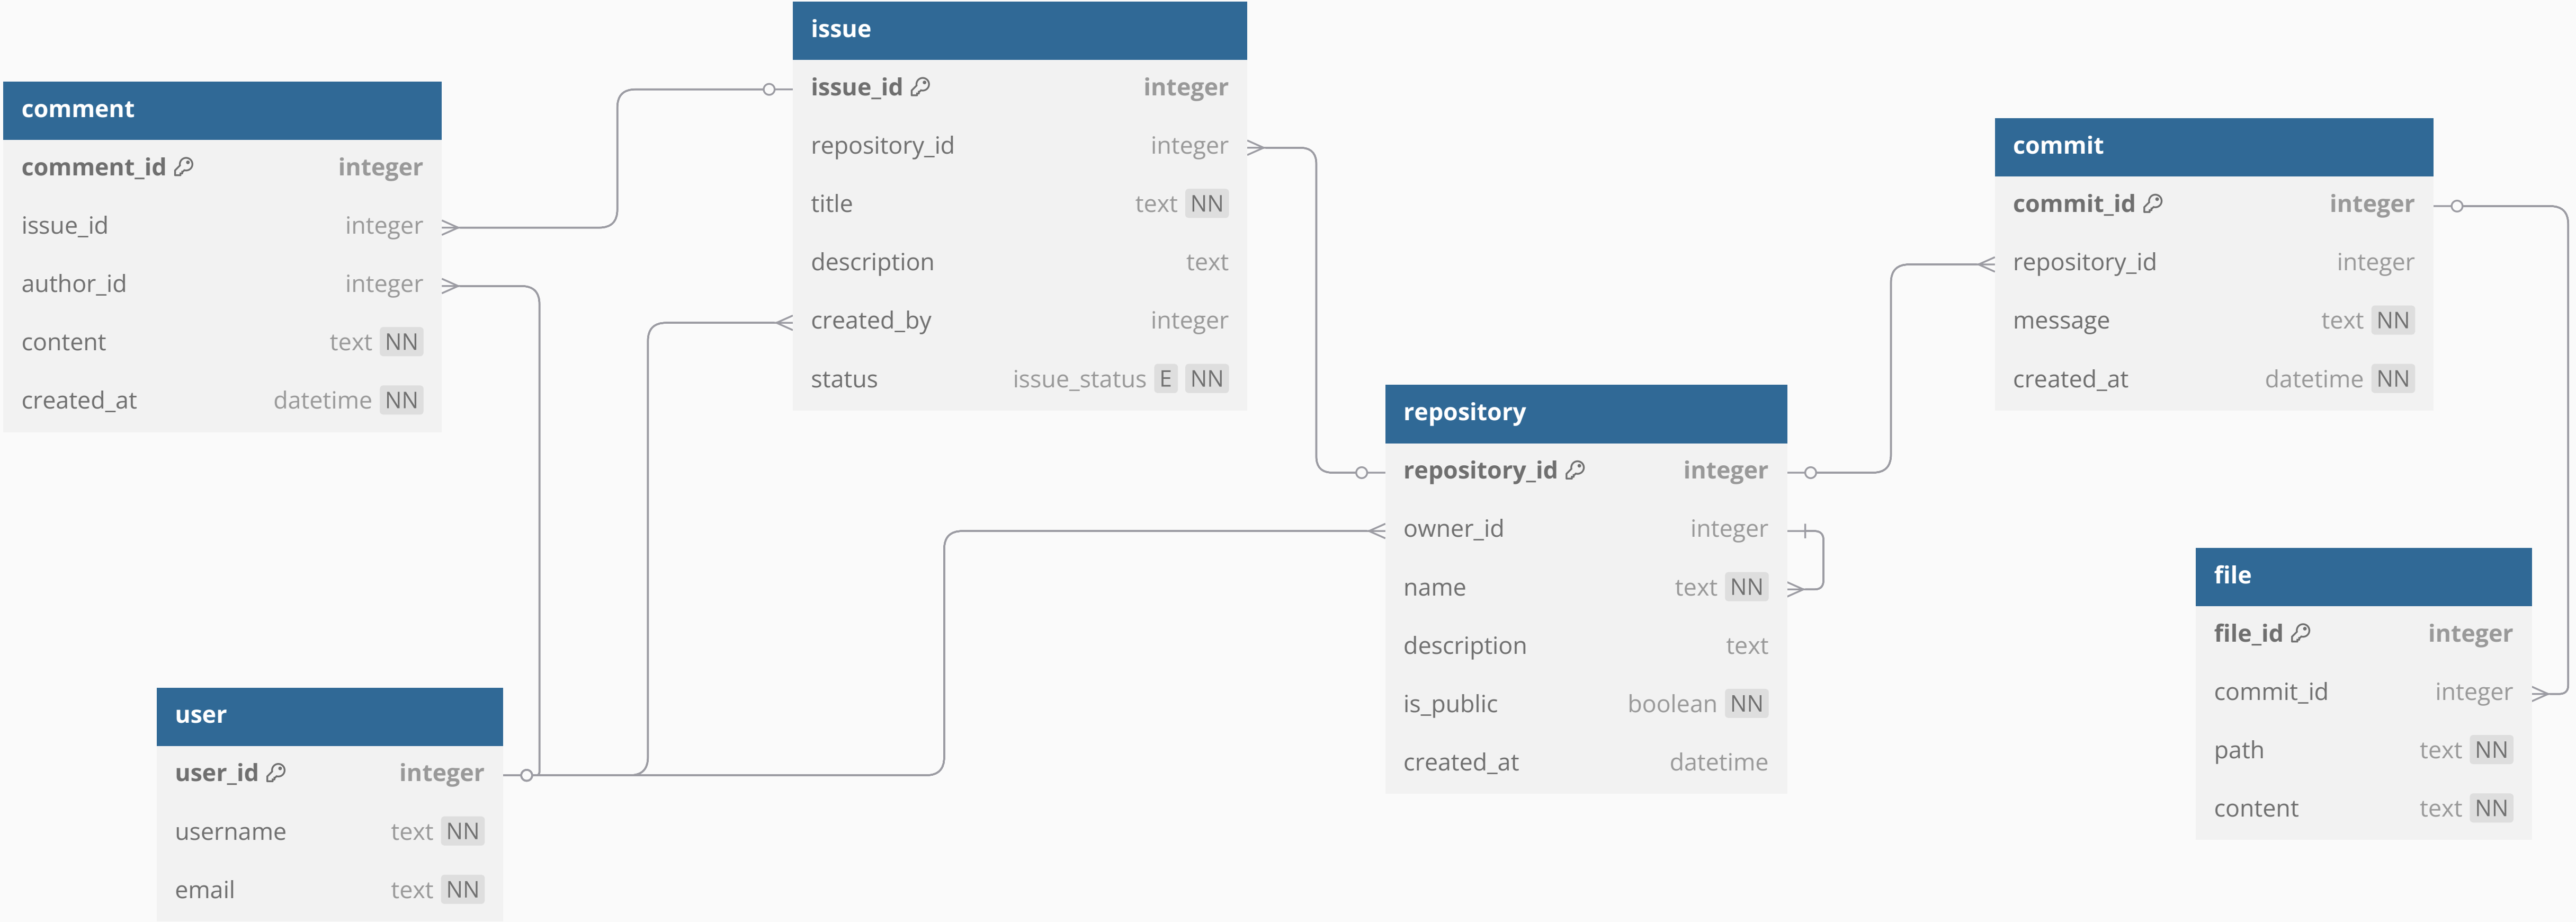 comment
comment_id integer
issue_id integer
author_id integer
content text NN
created_at datetime NN
issue
issue_id integer
repository_id integer
title text NN
description text
created_by integer
status issue_status E NN
user
user_id integer
username text NN
email text NN
repository
repository_id integer
owner_id integer
name text NN
description text
is_public boolean NN
created_at datetime
commit
commit_id integer
repository_id integer
message text NN
created_at datetime NN
file
file_id integer
commit_id integer
path text NN
content text NN